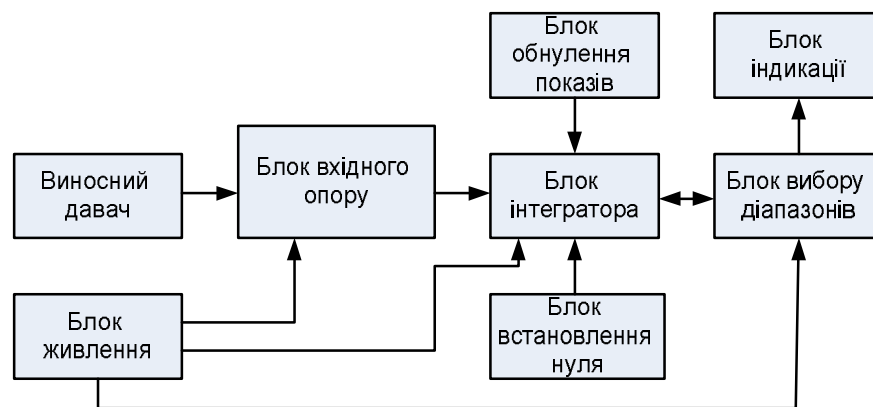 Блок
обнулення
показів
Блок
індикації
Виносний
давач
Блок вхідного
опору
Блок
інтегратора
Блок вибору
діапазонів
Блок
живлення
Блок
встановлення
нуля